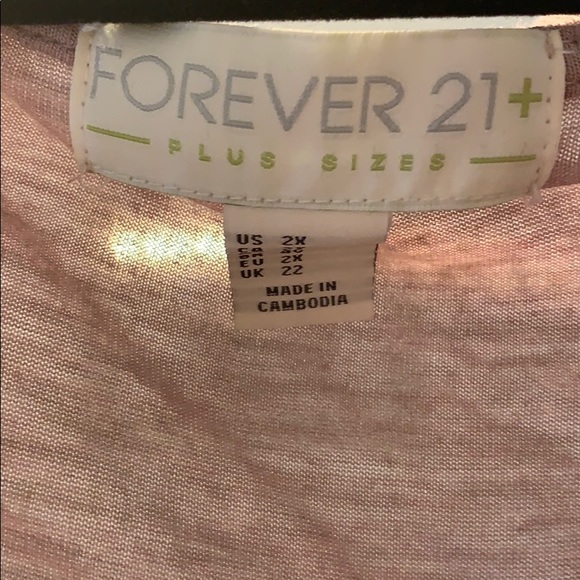 FOREVER 21+
PLUS SIZES
US 2X
EU 2X
UK 22
MADE IN
CAMBODIA